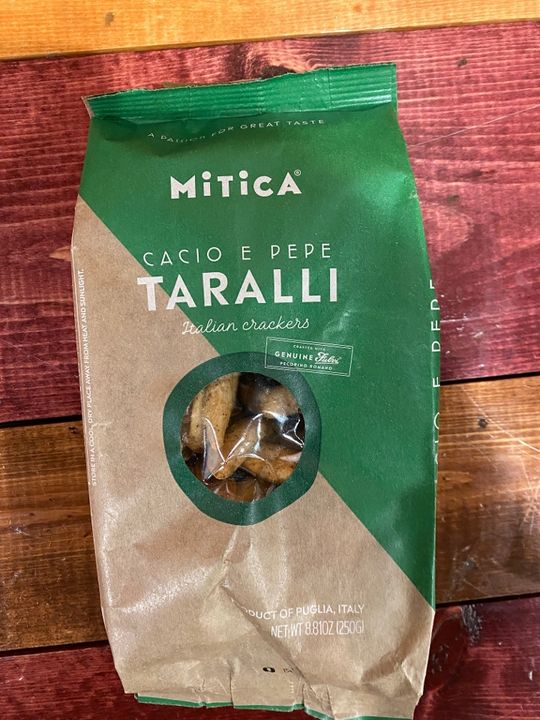 A PASSION FOR GREAT TASTE
MiTiCA®
CACIO E PEPE
TARALLI
Italian crackers
CRAFTED WITH
GENUINE Fulvi
PECORINO ROMANO
STORE IN A COOL, DRY PLACE AWAY FROM HEAT AND SUNLIGHT.
E PEPE
DUCT OF PUGLIA, ITALY
NET WT 8.81OZ (250G)